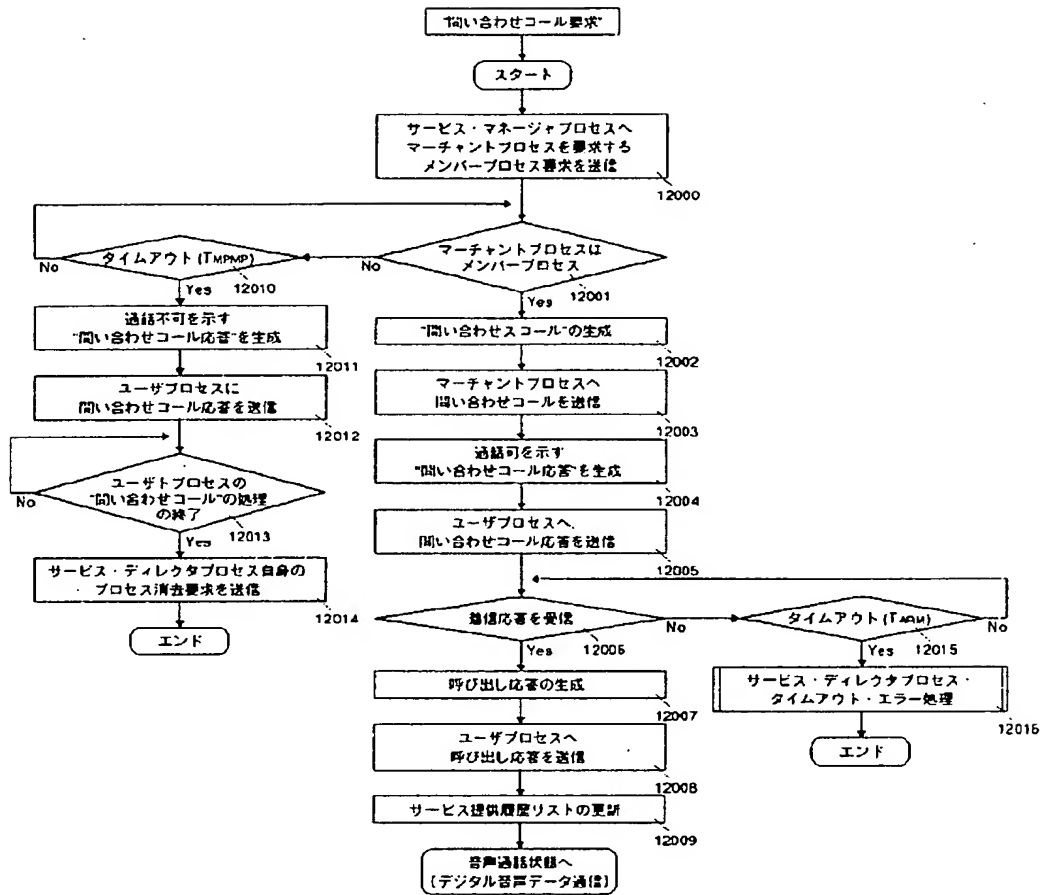 "問い合わせコール要求"
スタート
サービス・マネージャプロセスへ
マーチャントプロセスを要求する
メンバープロセス要求を送信
12000
マーチャントプロセスは
メンバープロセス
12001
No
Yes
タイムアウト(TMPMP)
12010
No
Yes
通話不可を示す
"問い合わせコール応答"を生成
12011
ユーザプロセスに
問い合わせコール応答を送信
12012
ユーザトプロセスの
"問い合わせコール"の処理
の終了
12013
No
Yes
サービス・ディレクタプロセス自身の
プロセス消去要求を送信
12014
エンド
"問い合わせスコール"の生成
12002
マーチャントプロセスへ
問い合わせコールを送信
12003
通話可を示す
"問い合わせコール応答"を生成
12004
ユーザプロセスへ
問い合わせコール応答を送信
12005
着信応答を受信
12006
No
Yes
タイムアウト
12015
No
Yes
サービス・ディレクタプロセス・
タイムアウト・エラー処理
12016
エンド
呼び出し応答の生成
12007
ユーザプロセスへ
呼び出し応答を送信
12008
サービス提供履歴リストの更新
12009
音声通話状態へ
(デジタル音声データ通信)